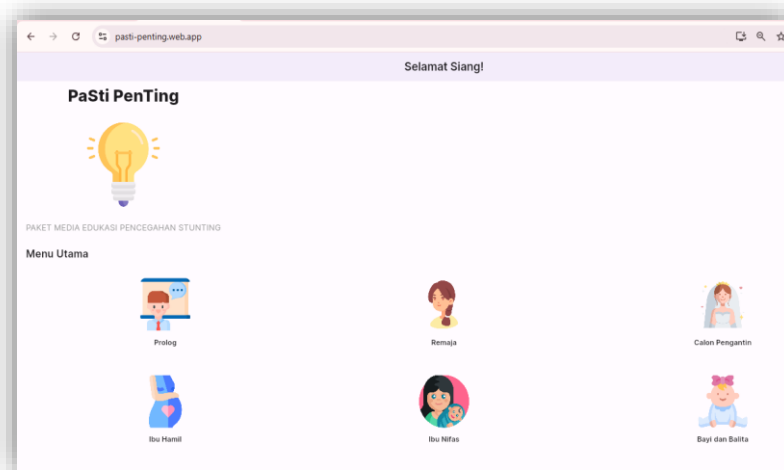 pasti-penting.web.app
Selamat Siang!
PaSti PenTing
PAKET MEDIA EDUKASI PENCEGAHAN STUNTING
Menu Utama
Prolog
Remaja
Calon Pengantin
Ibu Hamil
Ibu Nifas
Bayi dan Balita